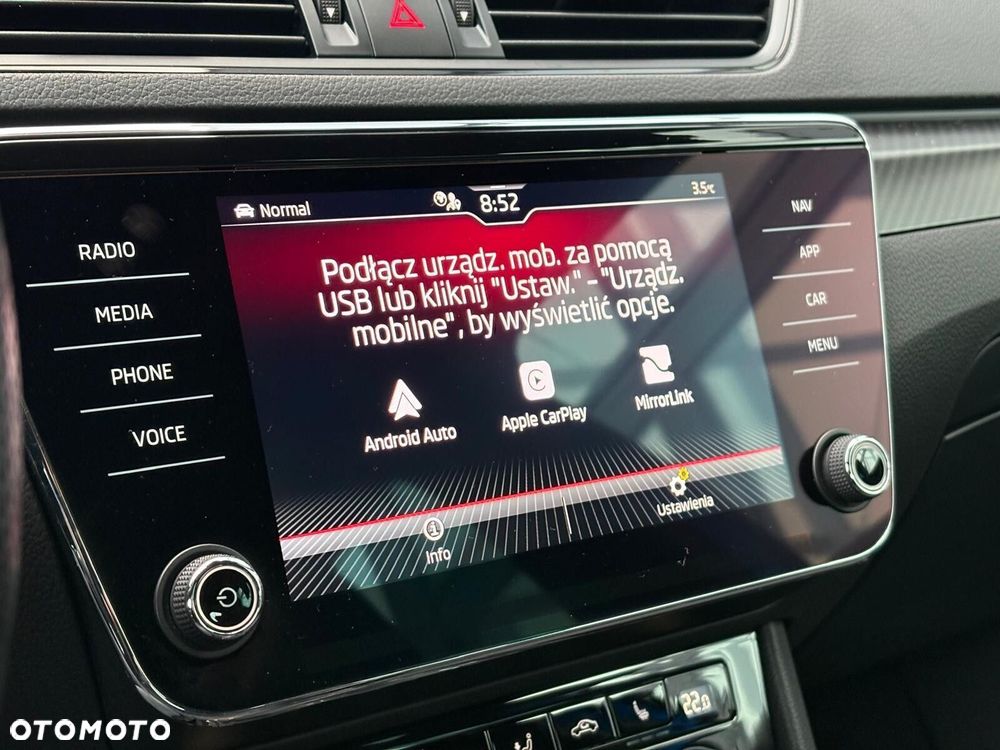 Normal
8:52
3.5°C
RADIO
MEDIA
PHONE
VOICE
Podłącz urządz. mob. za pomocą
USB lub kliknij "Ustaw." - "Urządz.
mobilne", by wyświetlić opcje.
Android Auto
Apple CarPlay
MirrorLink
Info
Ustawienia
NAV
APP
CAR
MENU
22.0
OTOMOTO